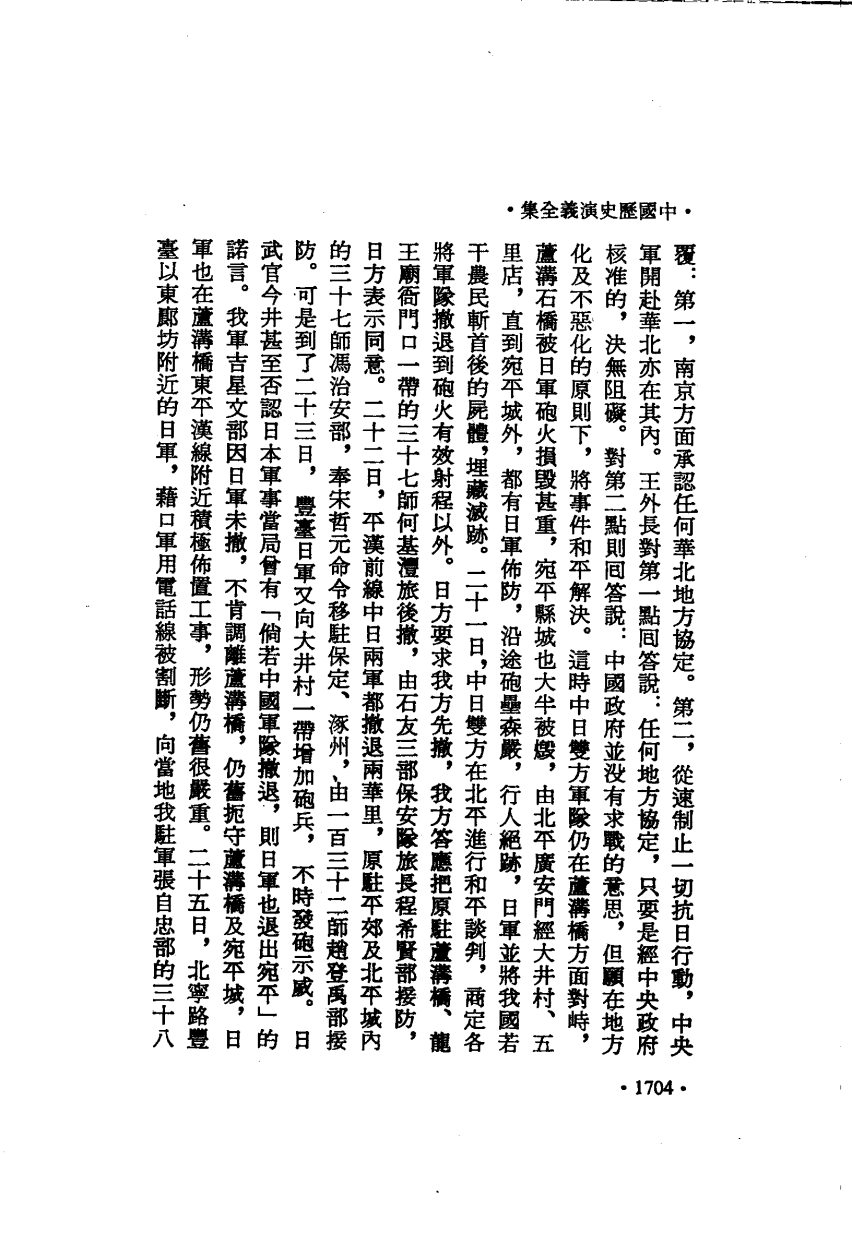 •中國歷史演義全集•
覆：第一，南京方面承認任何華北地方協定。第二，從速制止一切抗日行動，中央
軍開赴華北亦在其內。王外長對第一點回答說：任何地方協定，只要是經中央政府
核准的，決無阻礙。對第二點則回答說：中國政府並没有求戰的意思，但願在地方
化及不惡化的原則下，將事件和平解決。這時中日雙方軍隊仍在蘆溝橋方面對峙，
蘆溝石橋被日軍砲火損毀甚重，宛平縣城也大半被燬，由北平廣安門經大井村、五
里店，直到宛平城外，都有日軍佈防，沿途砲壘森嚴，行人絕跡，日軍並將我國若
干農民斬首後的屍體，埋藏滅跡。二十一日，中日雙方在北平進行和平談判，商定各
將軍隊撤退到砲火有效射程以外。日方要求我方先撤，我方答應把原駐蘆溝橋、龍
王廟衙門口一帶的三十七師何基灃旅後撤，由石友三部保安隊旅長程希賢部接防，
日方表示同意。二十二日，平漢前線中日兩軍都撤退兩華里，原駐平郊及北平城內
的三十七師馮治安部，奉宋哲元命令移駐保定、涿州，由一百三十二師趙登禹部接
防。可是到了二十三日，豐臺日軍又向大井村一帶增加砲兵，不時發砲示威。日
武官今井甚至否認日本軍事當局曾有「倘若中國軍隊撤退，則日軍也退出宛平」的
諾言。我軍吉星文部因日軍未撤，不肯調離蘆溝橋，仍舊扼守蘆溝橋及宛平城，日
軍也在蘆溝橋東平漢線附近積極佈置工事，形勢仍舊很嚴重。二十五日，北寧路豐
臺以東郎坊附近的日軍，藉口軍用電話線被割斷，向當地我駐軍張自忠部的三十八
•1704•